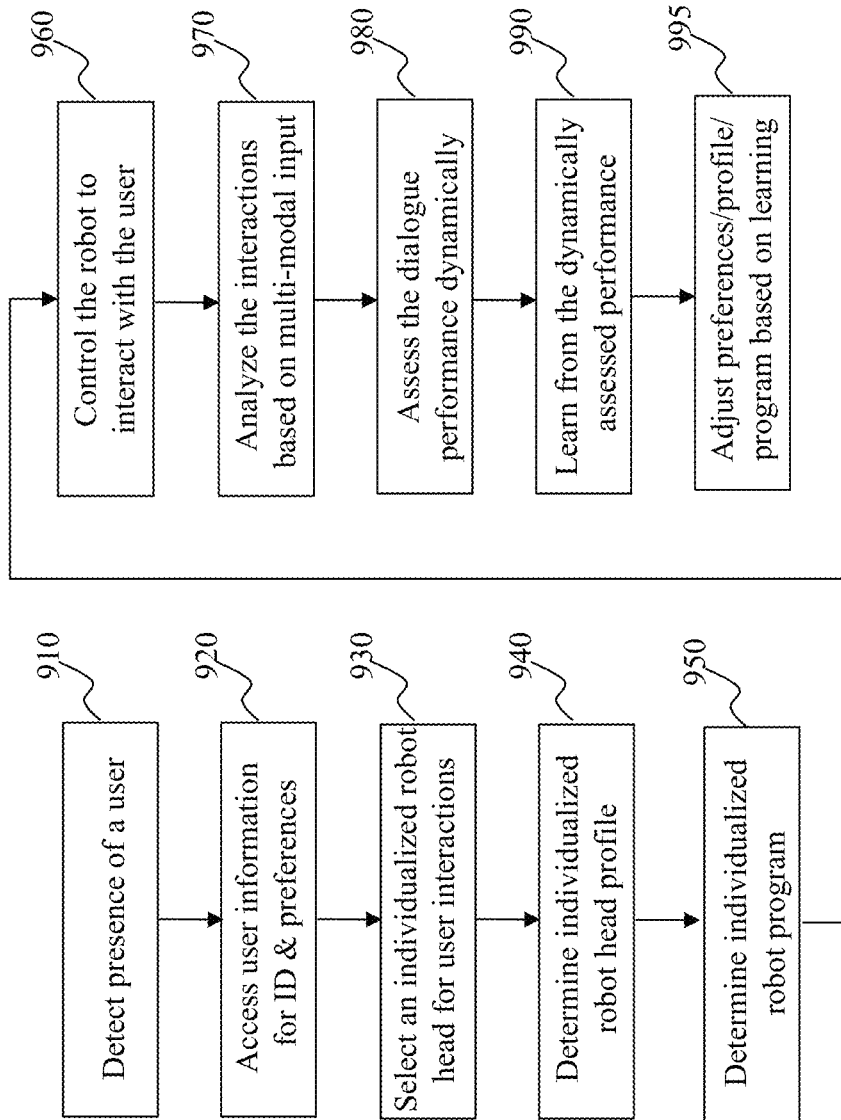 910
Detect presence of a user
920
Access user information
for ID & preferences
930
Select an individualized robot
head for user interactions
940
Determine individualized
robot head profile
950
Determine individual
robot program
960
Control the robot to
interact with the user
970
Analyze the interactions
based on multi-modal input
980
Assess the dialogue
performance dynamically
990
Learn from the dynamically
assessed performance
995
Adjust preferences/profile/
program based on learning